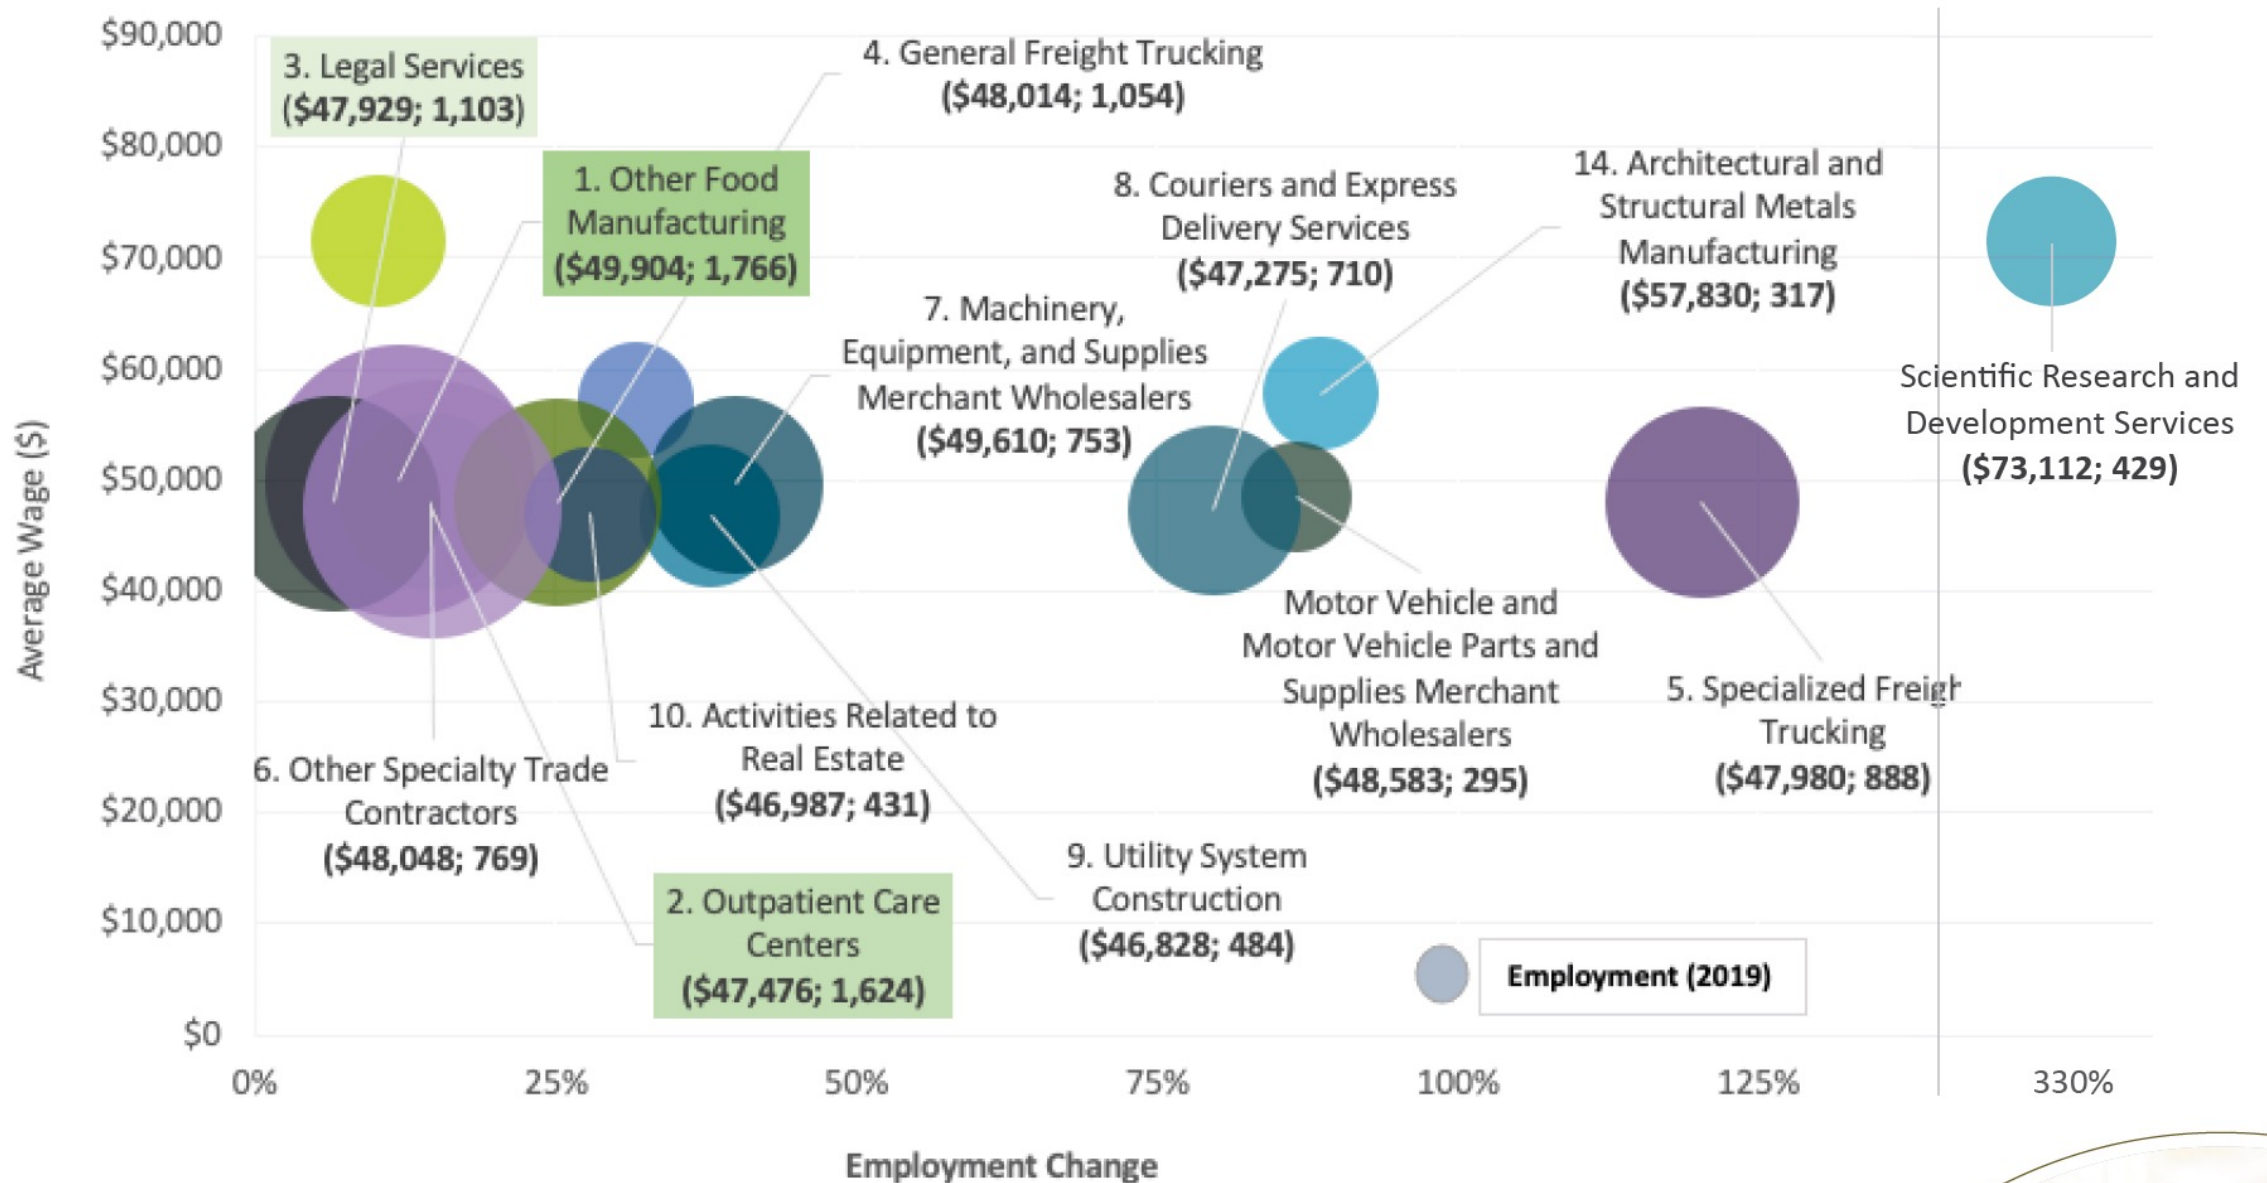 $90,000
$80,000
$70,000
$60,000
$50,000
$40,000
$30,000
$20,000
$10,000
$0
Average Wage ($)
3. Legal Services
($47,929; 1,103)
4. General Freight Trucking
($48,014; 1,054)
1. Other Food
Manufacturing
($49,904; 1,766)
8. Couriers and Express
Delivery Services
($47,275; 710)
14. Architectural and
Structural Metals
Manufacturing
($57,830; 317)
7. Machinery,
Equipment, and Supplies
Merchant Wholesalers
($49,610; 753)
Scientific Research and
Development Services
($73,112; 429)
Motor Vehicle and
Motor Vehicle Parts and
Supplies Merchant
Wholesalers
($48,583; 295)
5. Specialized Freigh
Trucking
($47,980; 888)
10. Activities Related to
Real Estate
($46,987; 431)
6. Other Specialty Trade
Contractors
($48,048; 769)
9. Utility System
Construction
($46,828; 484)
2. Outpatient Care
Centers
($47,476; 1,624)
Employment (2019)
0%
25%
50%
75%
100%
125%
330%
Employment Change